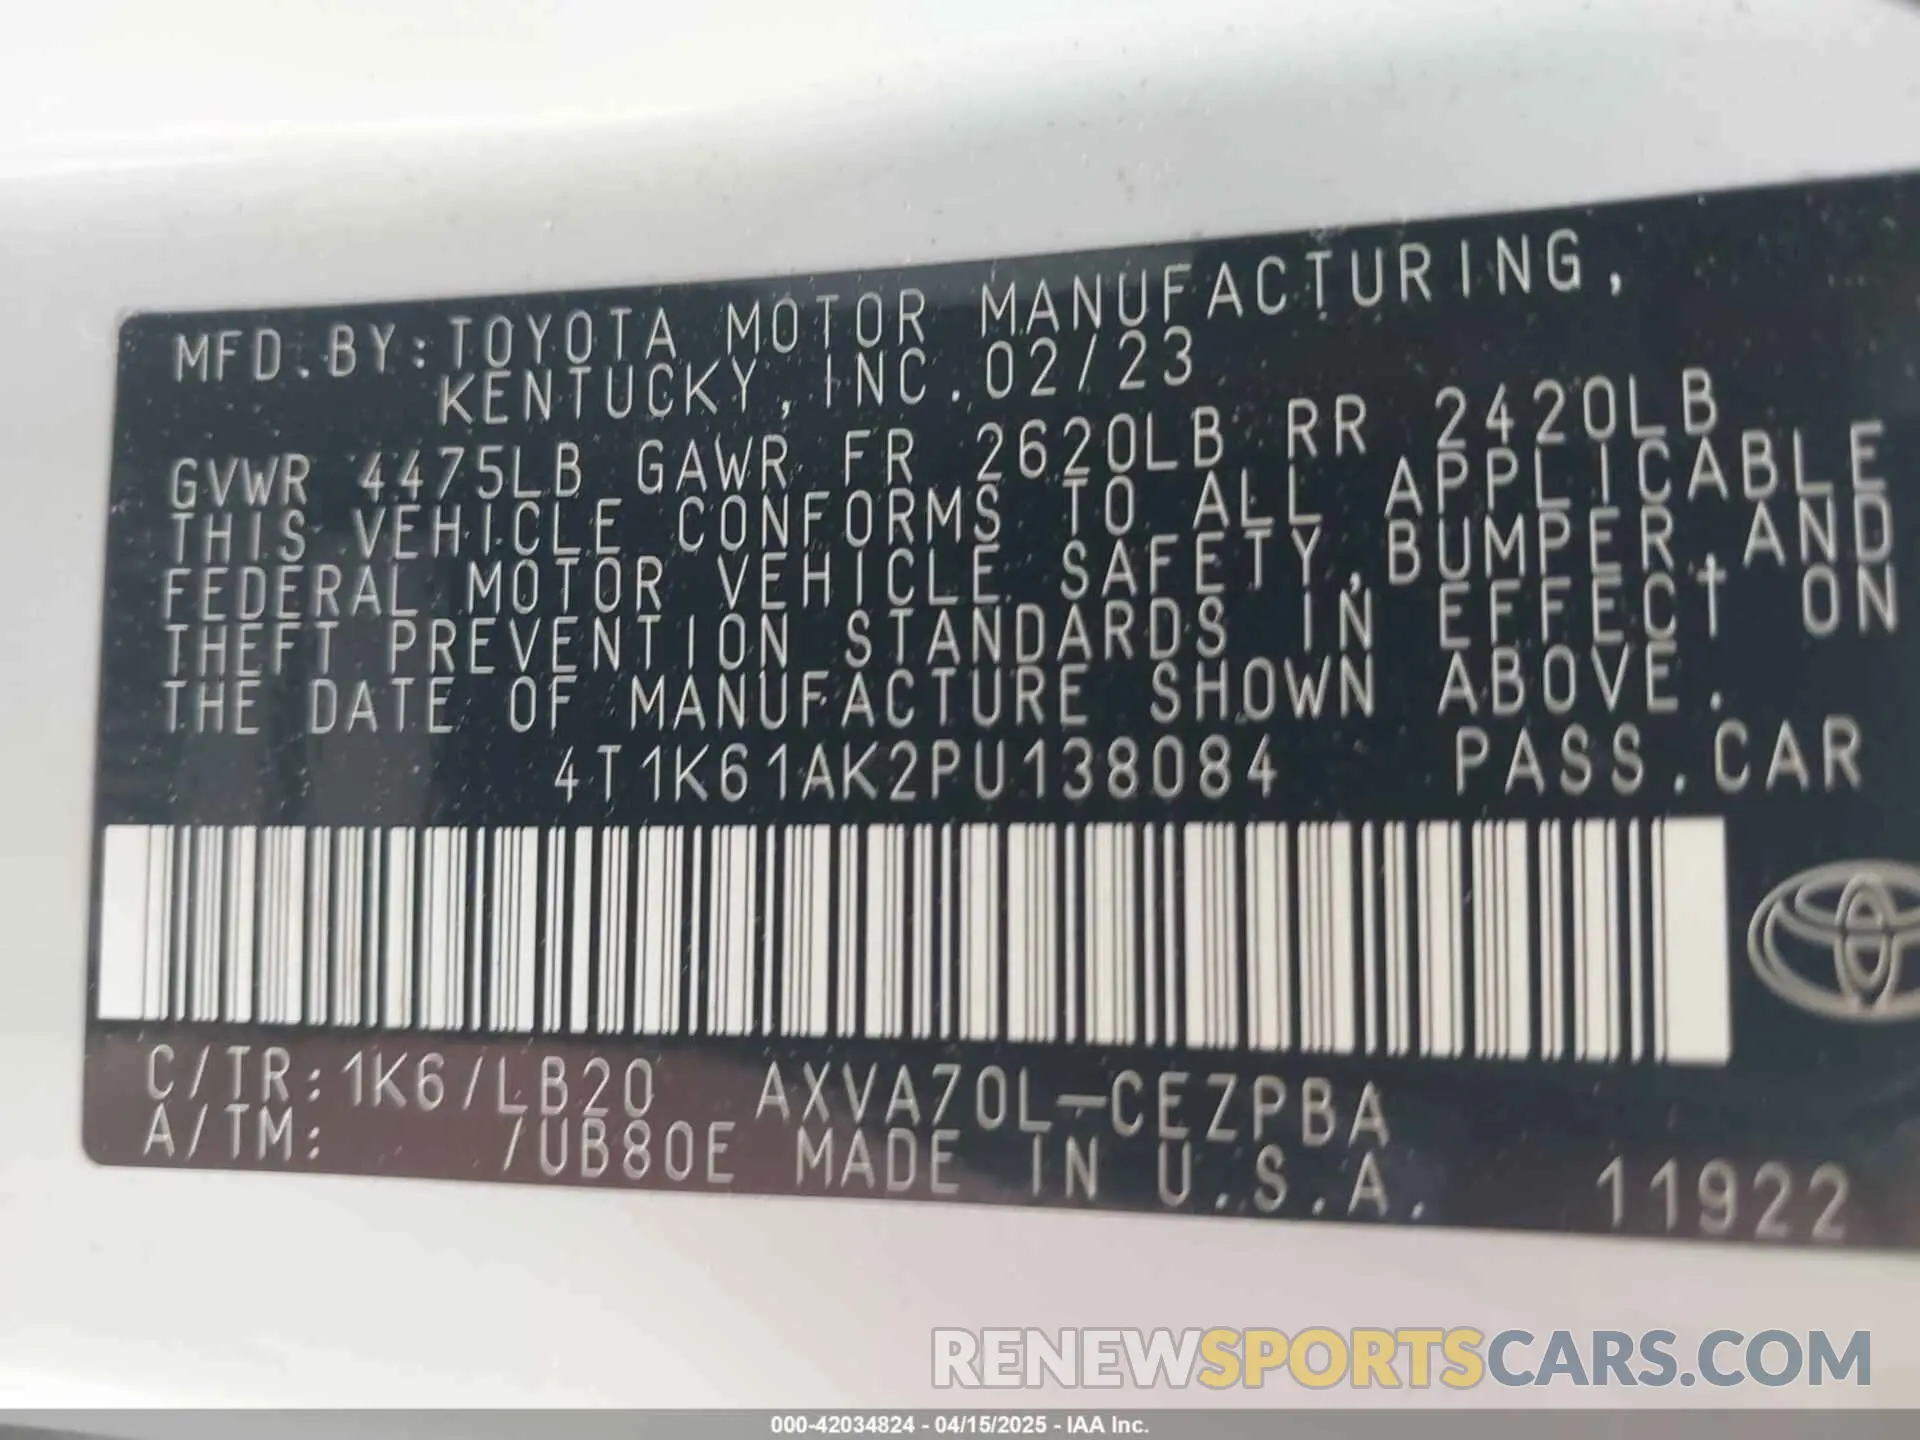 MFD. BY: TOYOTA MOTOR MANUFACTURING,
KENTUCKY, INC. 02/23
GVWR 4475LB GAWR FR 2620LB RR 2420LB
THIS VEHICLE CONFORMS TO ALL APPLICABLE
FEDERAL MOTOR VEHICLE SAFETY, BUMPER, AND
THEFT PREVENTION STANDARDS IN EFFECT ON
THE DATE OF MANUFACTURE SHOWN ABOVE.
4T1K61AK2PU138084 PASS. CAR
C/TR: 1K6/LB20 AXVA70L-CEZPBA
A/TM: /UB80E MADE IN U.S.A. 11922
RENEWSPORTSCARS.COM
000-42034824 - 04/15/2025 - IAA Inc.